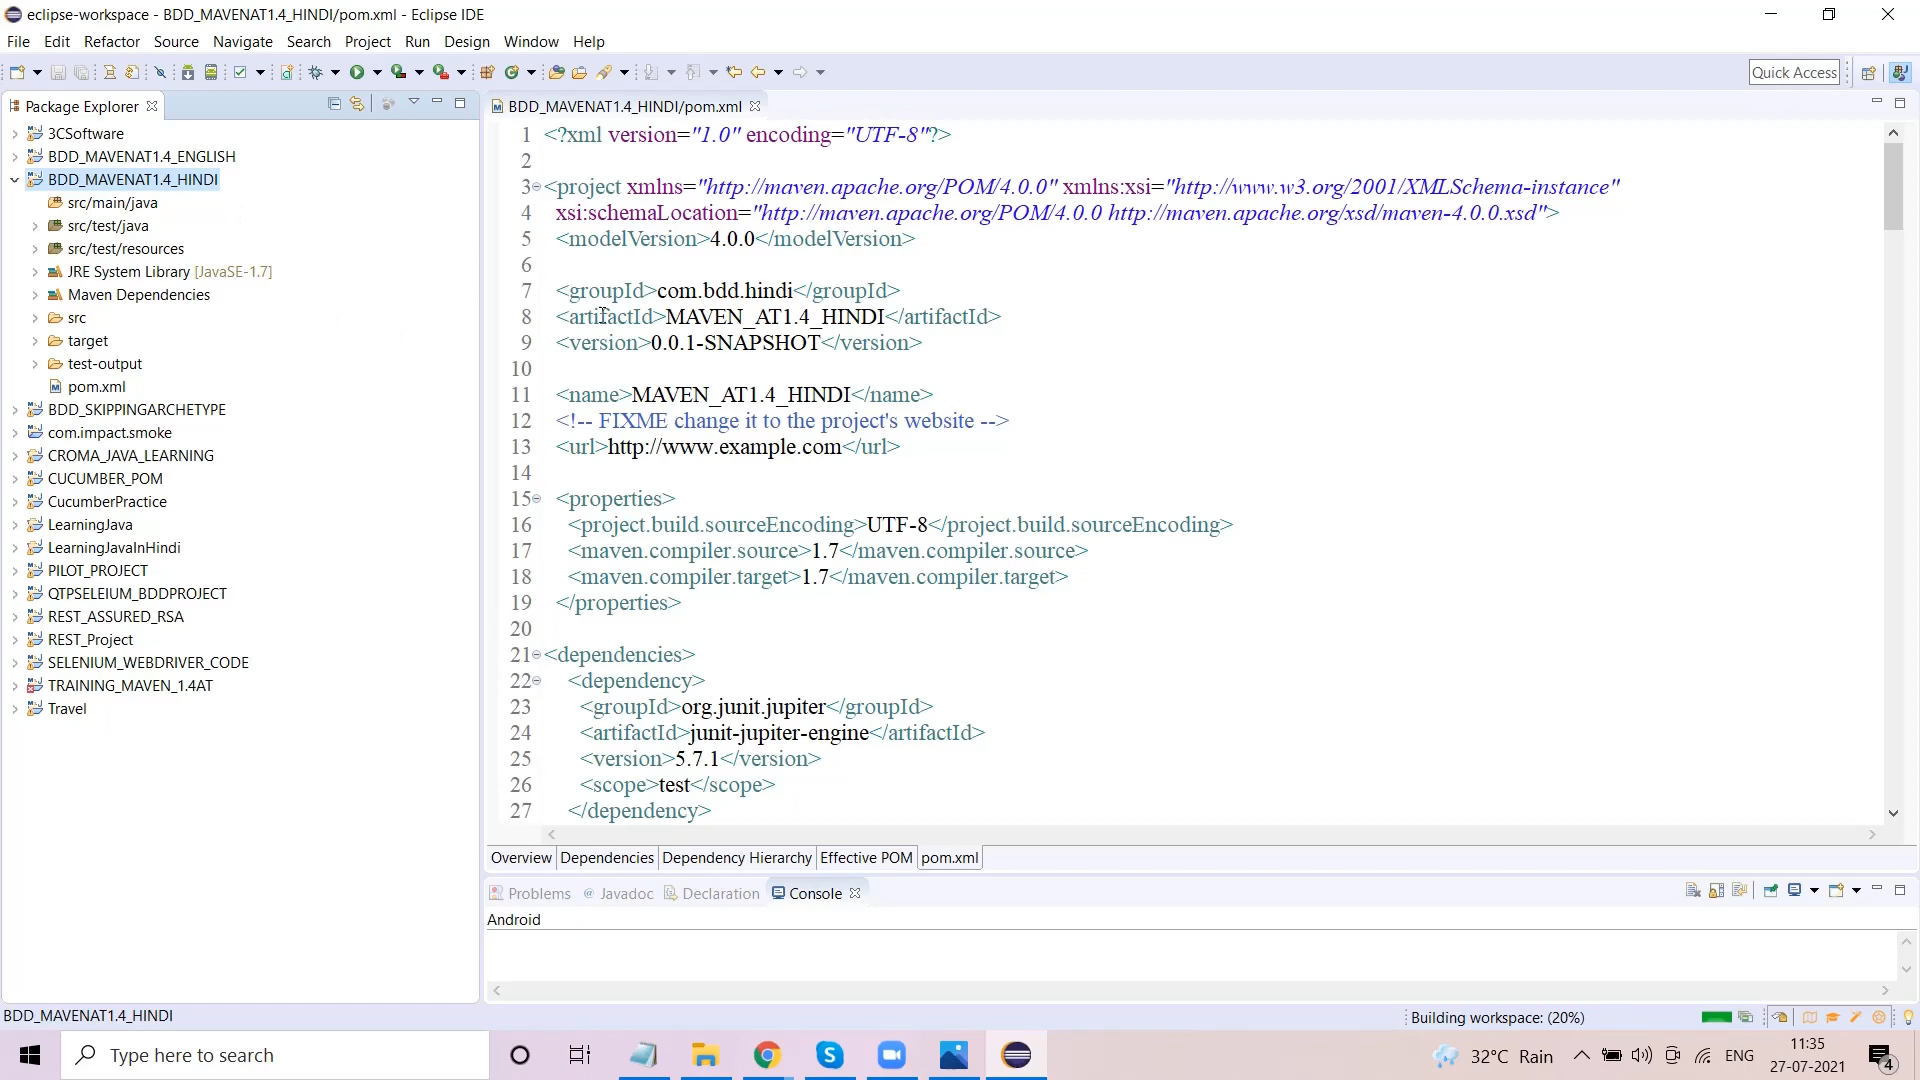 eclipse-workspace - BDD_MAVENAT1.4_HINDI/pom.xml - Eclipse IDE
File Edit Refactor Source Navigate Search Project Run Design Window Help
Quick Access
Package Explorer
3CSoftware
BDD_MAVENAT1.4_ENGLISH
BDD_MAVENAT1.4_HINDI
src/main/java
src/test/java
src/test/resources
JRE System Library [JavaSE-1.7]
Maven Dependencies
src
target
test-output
pom.xml
BDD_SKIPPINGARCHETYPE
com.impact.smoke
CROMA_JAVA_LEARNING
CUCUMBER_POM
CucumberPractice
LearningJava
LearningJavaInHindi
PILOT_PROJECT
QTPSELEIUM_BDDPROJECT
REST_ASSURED_RSA
REST_Project
SELENIUM_WEBDRIVER_CODE
TRAINING_MAVEN_1.4AT
Travel
BDD_MAVENAT1.4_HINDI/pom.xml
1 <?xml version="1.0" encoding="UTF-8"?>
2
3 <project xmlns="http://maven.apache.org/POM/4.0.0" xmlns:xsi="http://www.w3.org/2001/XMLSchema-instance"
4 xsi:schemaLocation="http://maven.apache.org/POM/4.0.0 http://maven.apache.org/xsd/maven-4.0.0.xsd">
5 <modelVersion>4.0.0</modelVersion>
6
7 <groupId>com.bdd.hindi</groupId>
8 <artifactId>MAVEN_AT1.4_HINDI</artifactId>
9 <version>0.0.1-SNAPSHOT</version>
10
11 <name>MAVEN_AT1.4_HINDI</name>
12 <!-- FIXME change it to the project's website -->
13 <url>http://www.example.com</url>
14
15 <properties>
16 <project.build.sourceEncoding>UTF-8</project.build.sourceEncoding>
17 <maven.compiler.source>1.7</maven.compiler.source>
18 <maven.compiler.target>1.7</maven.compiler.target>
19 </properties>
20
21 <dependencies>
22 <dependency>
23 <groupId>org.junit.jupiter</groupId>
24 <artifactId>junit-jupiter-engine</artifactId>
25 <version>5.7.1</version>
26 <scope>test</scope>
27 </dependency>
Overview Dependencies Dependency Hierarchy Effective POM pom.xml
Problems Javadoc Declaration Console
Android
BDD_MAVENAT1.4_HINDI
Building workspace: (20%)
Type here to search
32°C Rain
ENG
11:35
27-07-2021
4